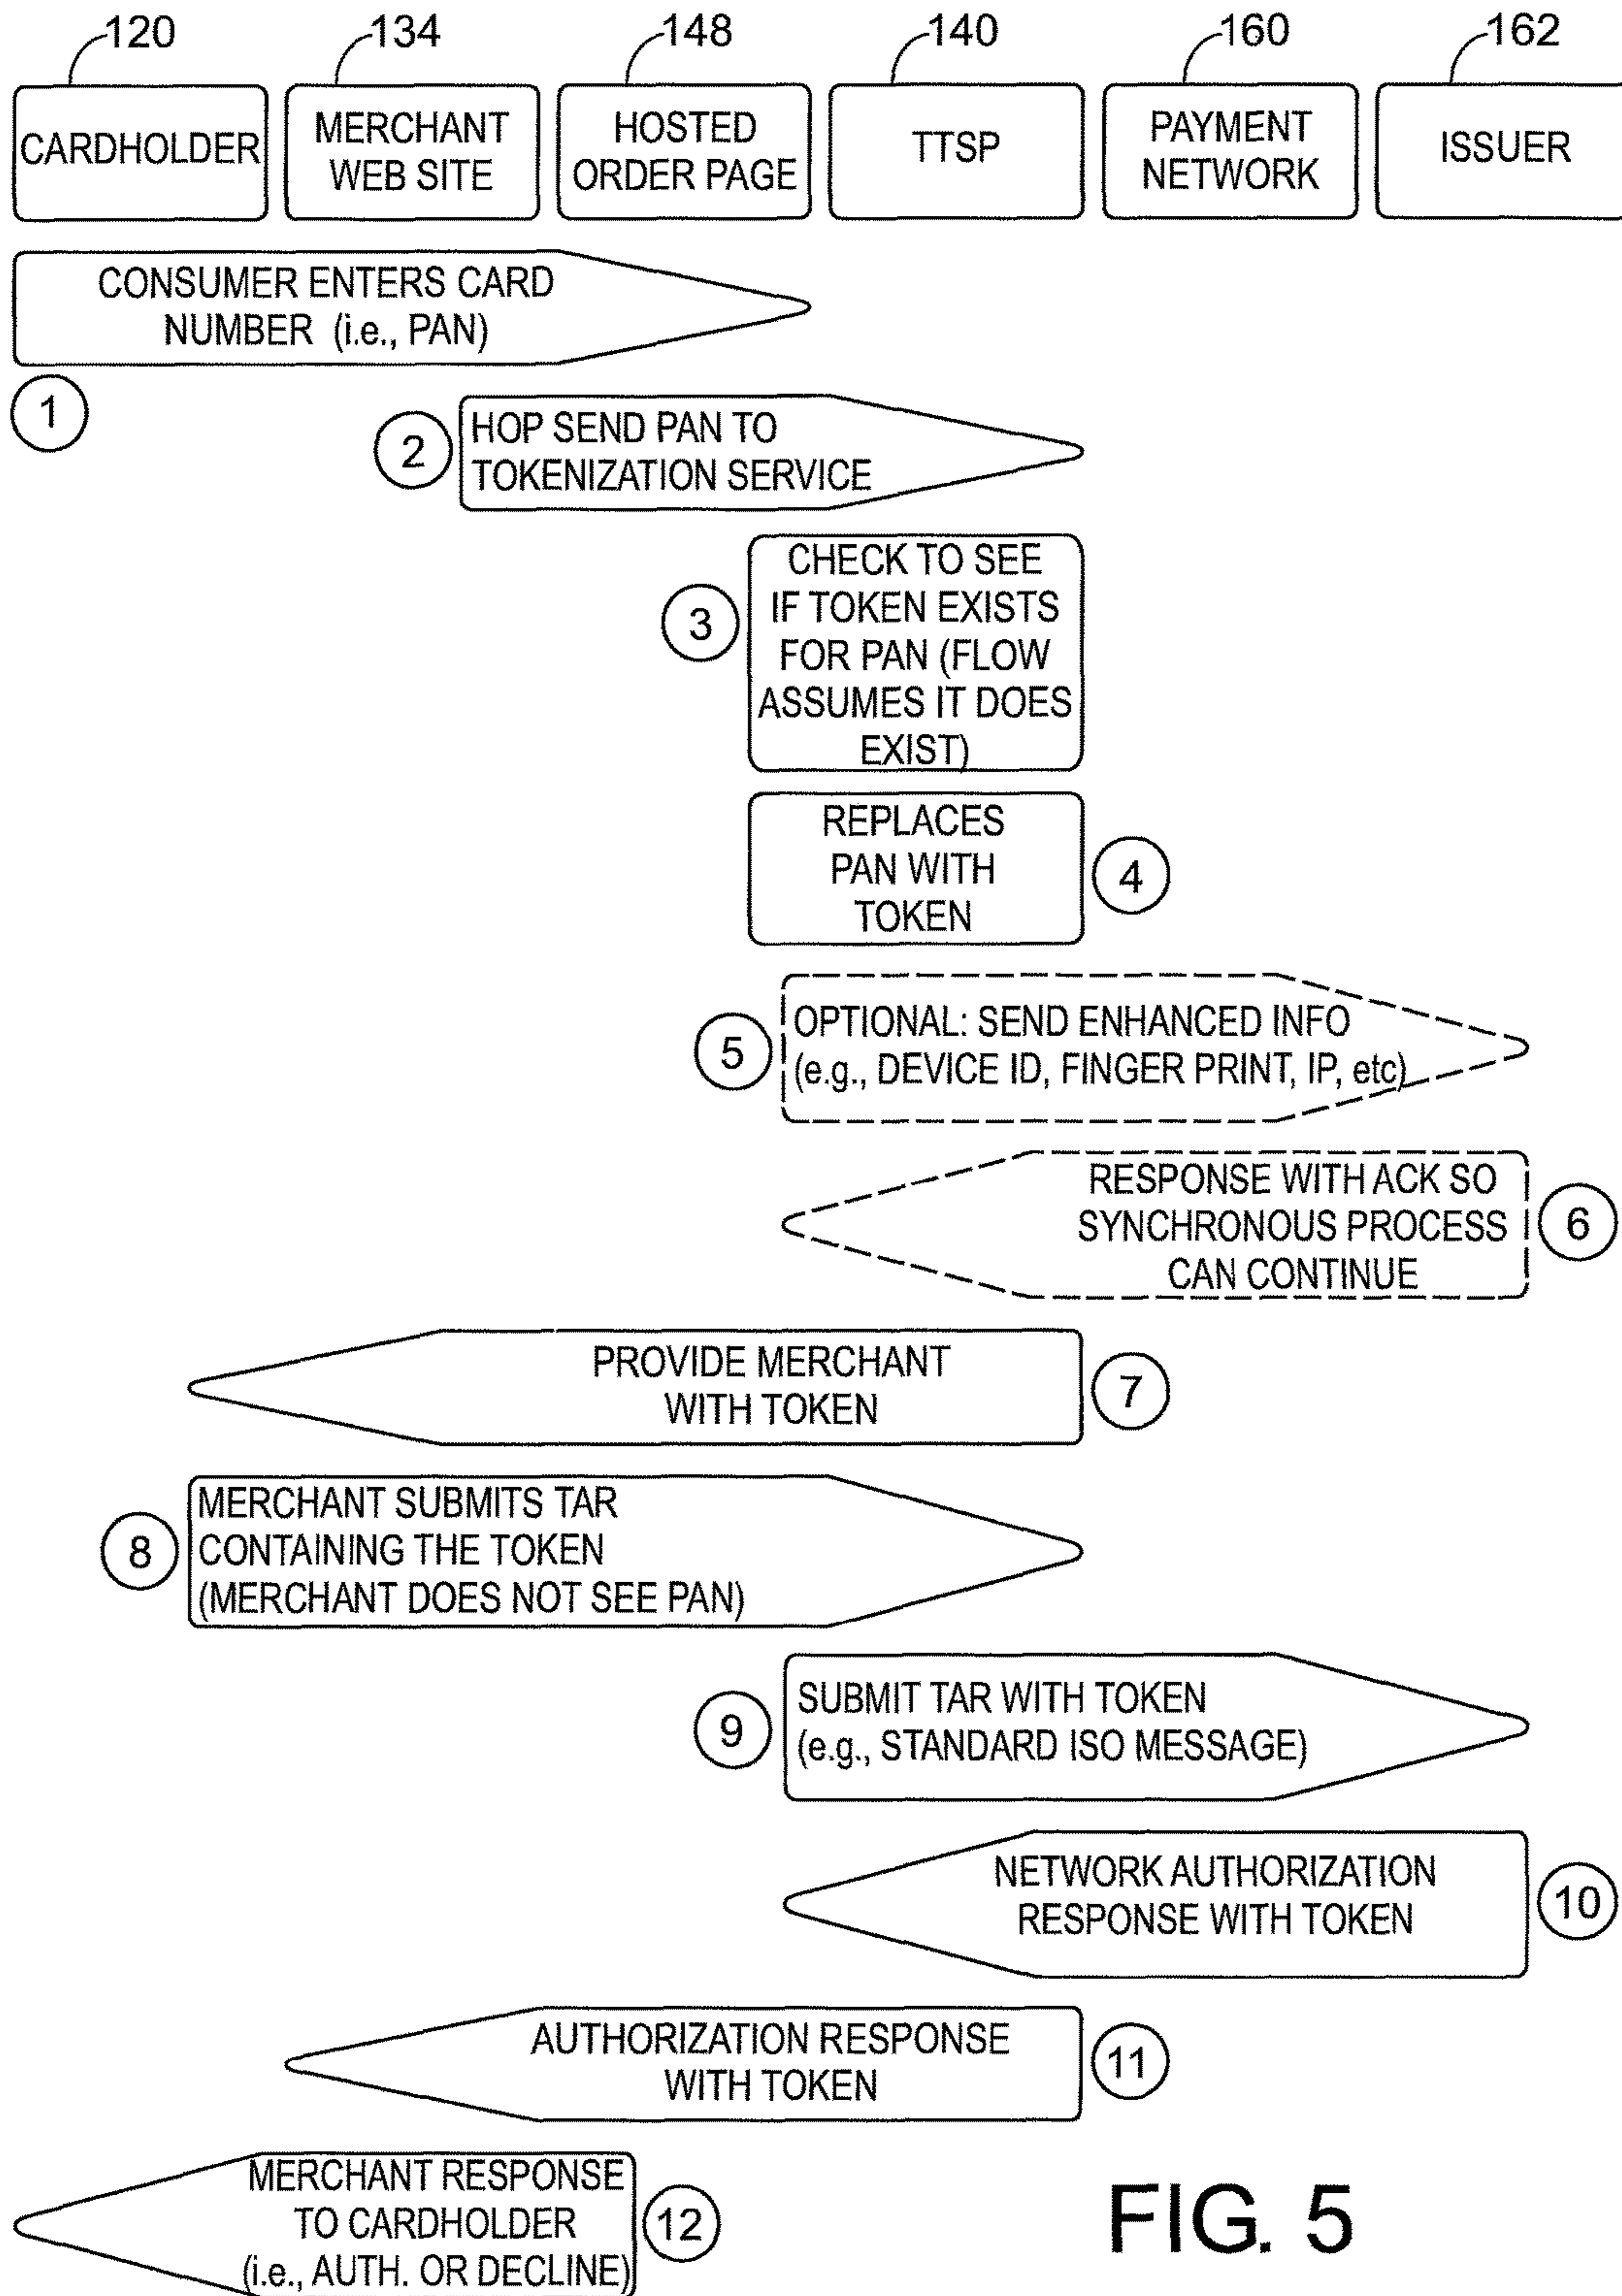 120 134 148 140 160 162
CARDHOLDER
MERCHANT
WEB SITE
HOSTED
ORDER PAGE
TTSP
PAYMENT
NETWORK
ISSUER
CONSUMER ENTERS CARD
NUMBER (i.e., PAN)
1
2
HOP SEND PAN TO
TOKENIZATION SERVICE
3
CHECK TO SEE
IF TOKEN EXISTS
FOR PAN (FLOW
ASSUMES IT DOES
EXIST)
REPLACES
PAN WITH
TOKEN
4
5
OPTIONAL: SEND ENHANCED INFO
(e.g., DEVICE ID, FINGER PRINT, IP, etc)
RESPONSE WITH ACK SO
SYNCHRONOUS PROCESS
CAN CONTINUE
6
PROVIDE MERCHANT
WITH TOKEN
7
8
MERCHANT SUBMITS TAR
CONTAINING THE TOKEN
(MERCHANT DOES NOT SEE PAN)
9
SUBMIT TAR WITH TOKEN
(e.g., STANDARD ISO MESSAGE)
NETWORK AUTHORIZATION
RESPONSE WITH TOKEN
10
AUTHORIZATION RESPONSE
WITH TOKEN
11
MERCHANT RESPONSE
TO CARDHOLDER
(i.e., AUTH. OR DECLINE)
12
FIG. 5